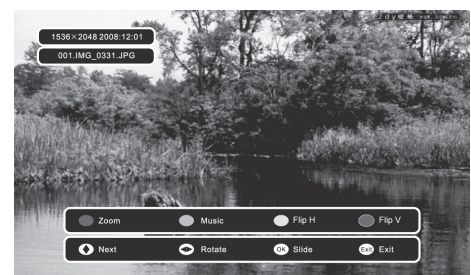 1536×2048 2008:12:01
001.IMG_0331.JPG
Zoom Music Flip H Flip V
Next Rotate OK Slide Exit Exit